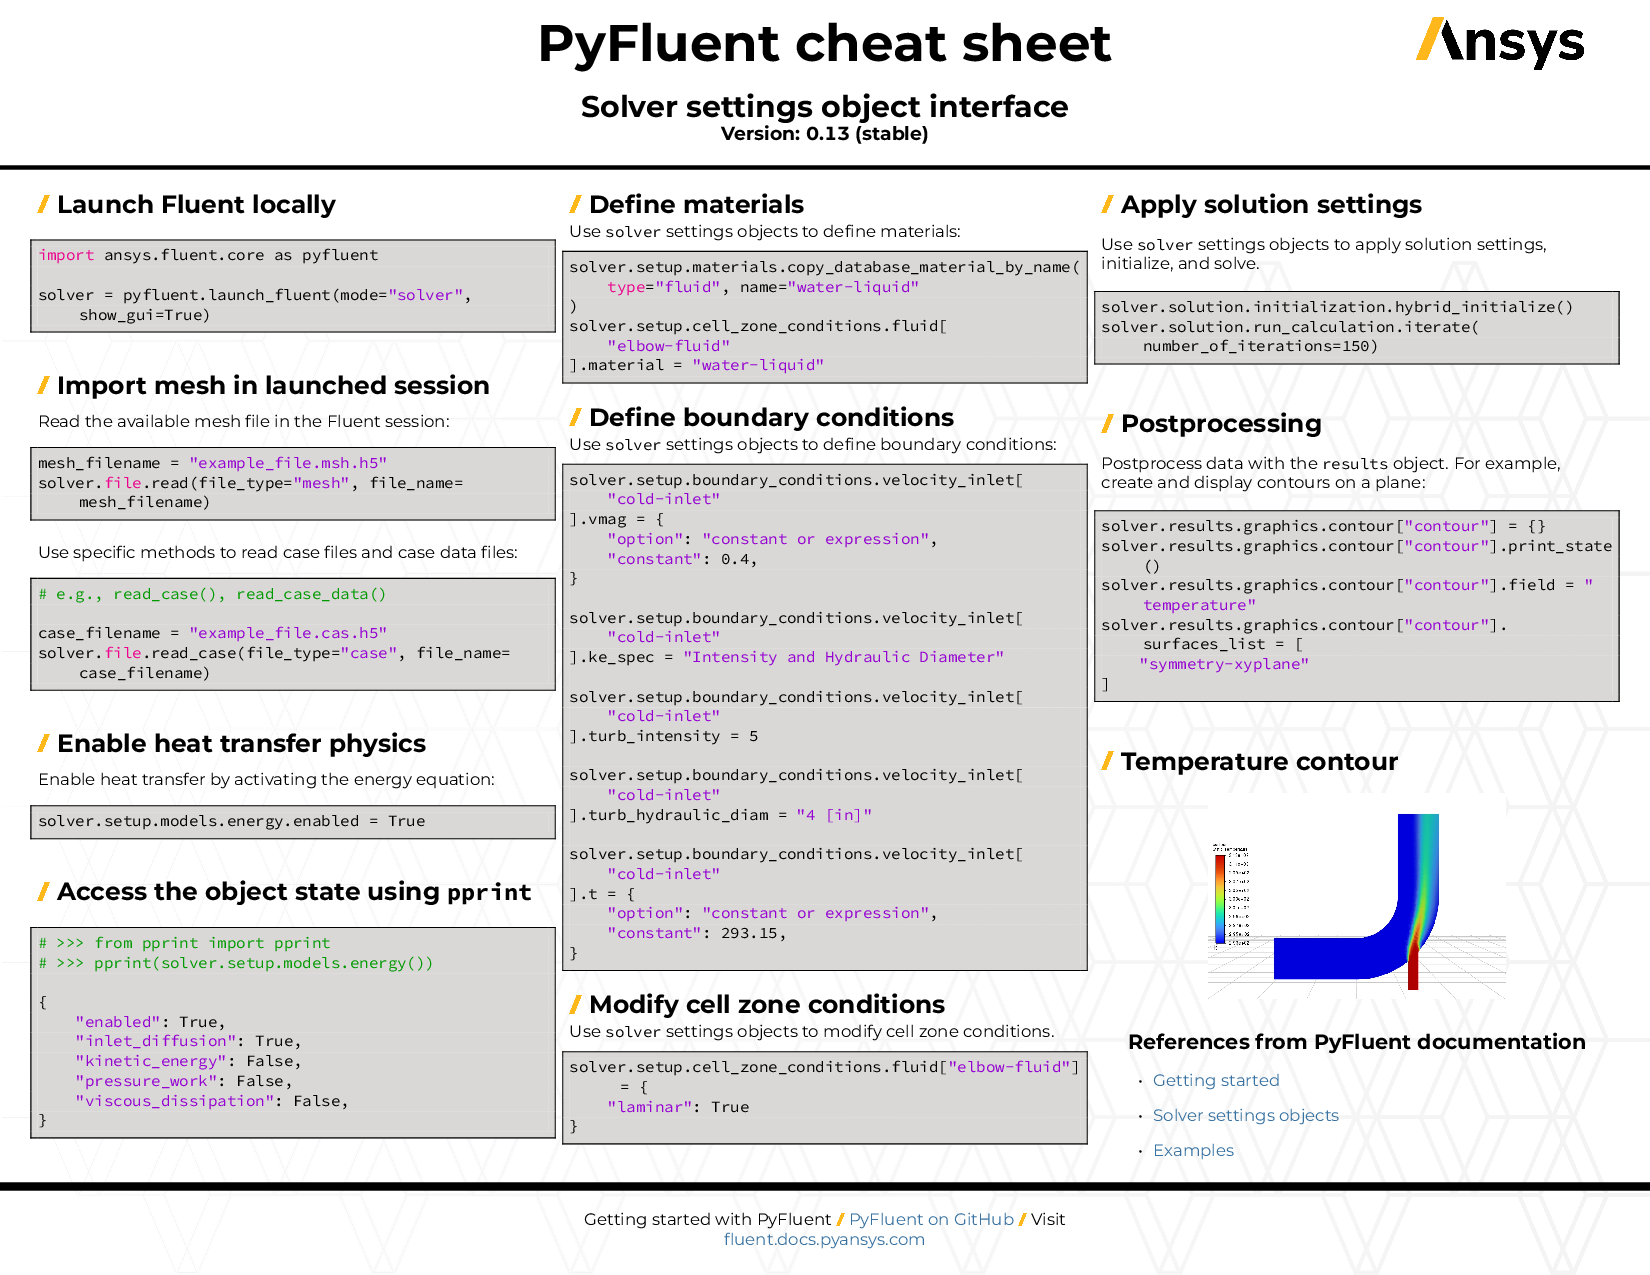 PyFluent cheat sheet
Ansys
Solver settings object interface
Version: 0.13 (stable)
Launch Fluent locally
import ansys.fluent.core as pyfluent
solver = pyfluent.launch_fluent(mode="solver",
show_gui=True)
Import mesh in launched session
Read the available mesh file in the Fluent session:
mesh_filename = "example_file.msh.h5"
solver.file.read(file_type="mesh", file_name=
mesh_filename)
Use specific methods to read case files and case data files:
# e.g., read_case(), read_case_data()
case_filename = "example_file.cas.h5"
solver.file.read_case(file_type="case", file_name=
case_filename)
Enable heat transfer physics
Enable heat transfer by activating the energy equation:
solver.setup.models.energy.enabled = True
Access the object state using pprint
# >>> from pprint import pprint
# >>> pprint(solver.setup.models.energy())
{
"enabled": True,
"inlet_diffusion": True,
"kinetic_energy": False,
"pressure_work": False,
"viscous_dissipation": False,
}
Define materials
Use solver settings objects to define materials:
solver.setup.materials.copy_database_material_by_name(
type="fluid", name="water-liquid"
)
solver.setup.cell_zone_conditions.fluid[
"elbow-fluid"
].material = "water-liquid"
Define boundary conditions
Use solver settings objects to define boundary conditions:
solver.setup.boundary_conditions.velocity_inlet[
"cold-inlet"
].vmag = {
"option": "constant or expression",
"constant": 0.4,
}
solver.setup.boundary_conditions.velocity_inlet[
"cold-inlet"
].ke_spec = "Intensity and Hydraulic Diameter"
solver.setup.boundary_conditions.velocity_inlet[
"cold-inlet"
].turb_intensity = 5
solver.setup.boundary_conditions.velocity_inlet[
"cold-inlet"
].turb_hydraulic_diam = "4 [in]"
solver.setup.boundary_conditions.velocity_inlet[
"cold-inlet"
].t = {
"option": "constant or expression",
"constant": 293.15,
}
Modify cell zone conditions
Use solver settings objects to modify cell zone conditions.
solver.setup.cell_zone_conditions.fluid["elbow-fluid"]
= {
"laminar": True
}
Apply solution settings
Use solver settings objects to apply solution settings,
initialize, and solve.
solver.solution.initialization.hybrid_initialize()
solver.solution.run_calculation.iterate(
number_of_iterations=150)
Postprocessing
Postprocess data with the results object. For example,
create and display contours on a plane:
solver.results.graphics.contour["contour"] = {}
solver.results.graphics.contour["contour"].print_state
()
solver.results.graphics.contour["contour"].field = "
temperature"
solver.results.graphics.contour["contour"].
surfaces_list = [
"symmetry-xyplane"
]
Temperature contour
References from PyFluent documentation
• Getting started
• Solver settings objects
• Examples
Getting started with PyFluent / PyFluent on GitHub / Visit
fluent.docs.pyansys.com